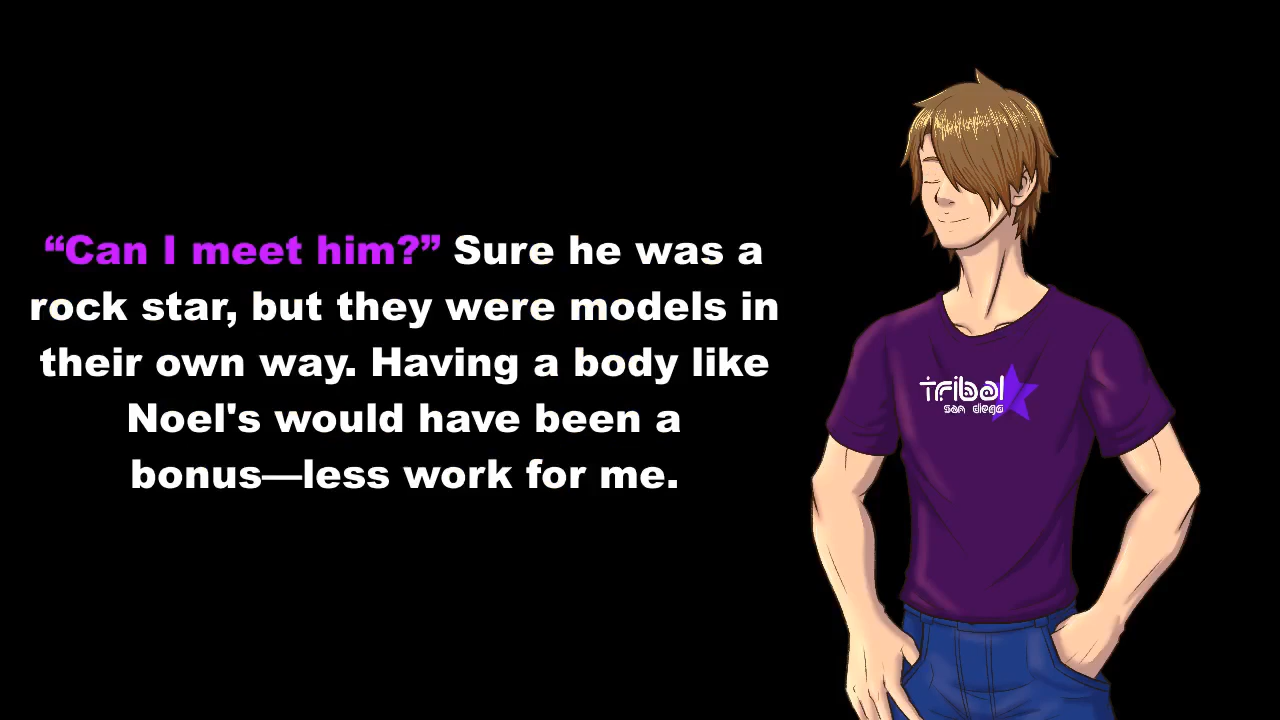 “Can I meet him?” Sure he was a
rock star, but they were models in
their own way. Having a body like
Noel's would have been a
bonus—less work for me.
tribal
san diego